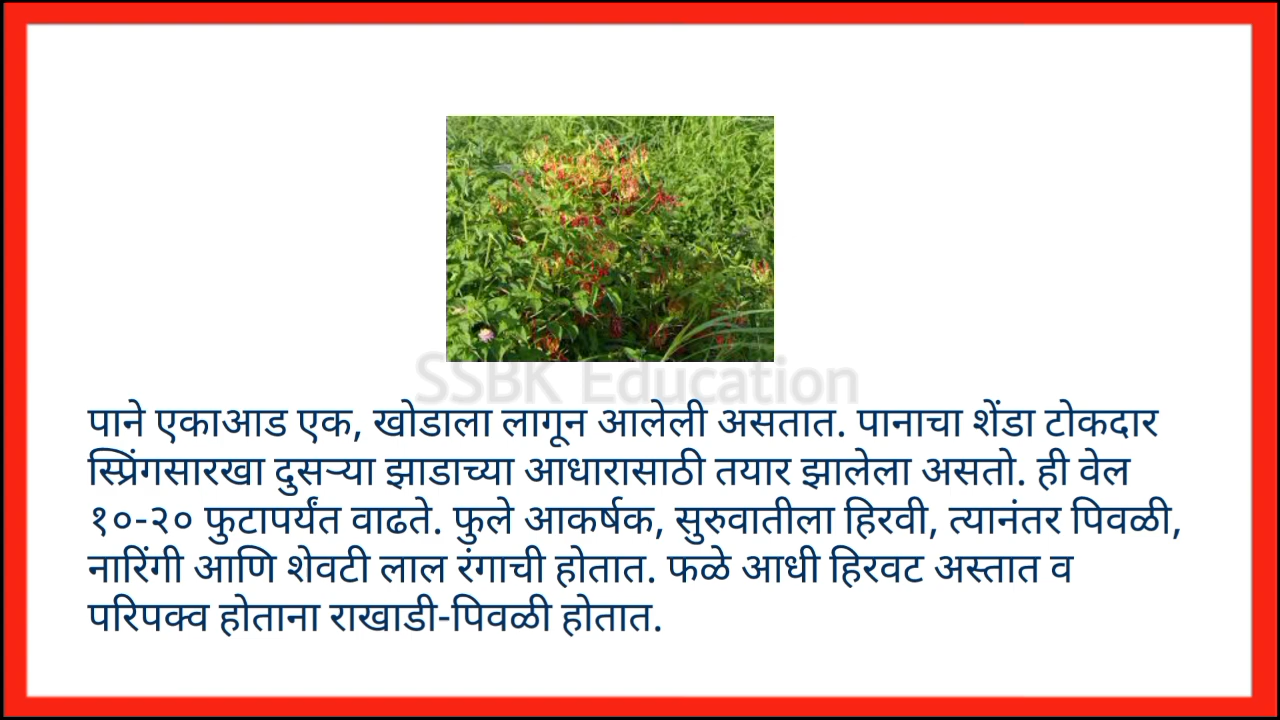 SSBK Education
पाने एकाआड एक, खोडाला लागून आलेली असतात. पानाचा शेंडा टोकदार
स्प्रिंगसारखा दुसऱ्या झाडाच्या आधारासाठी तयार झालेला असतो. ही वेल
१०-२० फुटापर्यंत वाढते. फुले आकर्षक, सुरुवातीला हिरवी, त्यानंतर पिवळी,
नारिंगी आणि शेवटी लाल रंगाची होतात. फळे आधी हिरवट अस्तात व
परिपक्व होताना राखाडी-पिवळी होतात.